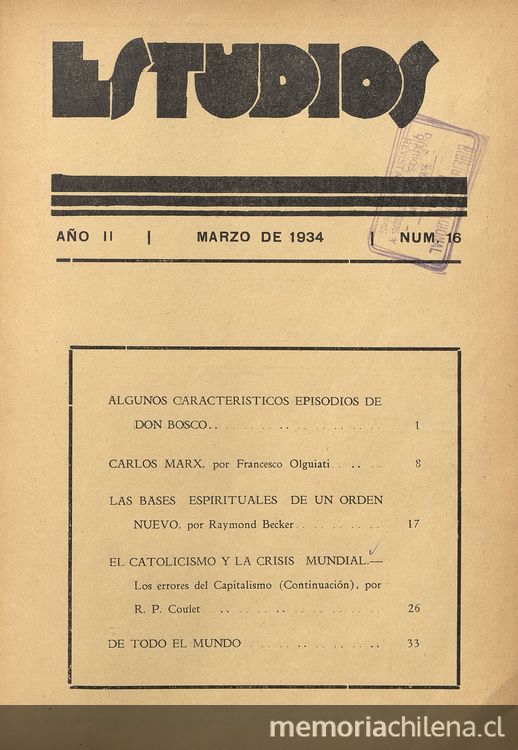 ESTUDIOS
AÑO II | MARZO DE 1934 | NUM. 16
ALGUNOS CARACTERISTICOS EPISODIOS DE
DON BOSCO.. . . . . . . . . . . . . . . . . 1
CARLOS MARX, por Francesco Olguiati . . . . . 8
LAS BASES ESPIRITUALES DE UN ORDEN
NUEVO, por Raymond Becker . . . . . . . . . 17
EL CATOLICISMO Y LA CRISIS MUNDIAL.—
Los errores del Capitalismo (Continuación), por
R. P. Coulet . . . . . . . . . . . . . . . . 26
DE TODO EL MUNDO . . . . . . . . . . . . . 33
memoriachilena.cl